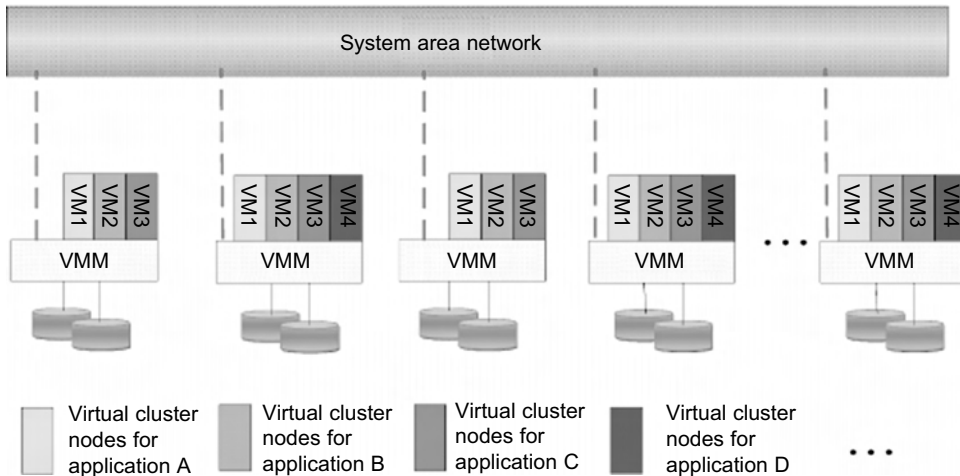 System area network
VM1 VM2 VM3
VM1 VM2 VM3 VM4
VM1 VM2 VM3
VM1 VM2 VM3 VM4
VM1 VM2 VM3 VM4
VMM
VMM
VMM
VMM
VMM
Virtual cluster
nodes for
application A
Virtual cluster
nodes for
application B
Virtual cluster
nodes for
application C
Virtual cluster
nodes for
application D